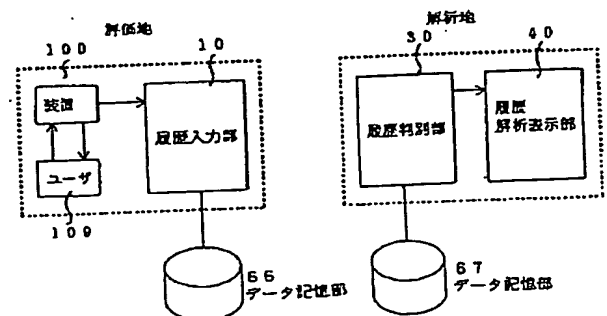 評価地
100
10
装置
履歴入力部
ユーザ
109
66
データ記憶部
解析地
30
40
履歴判別部
履歴
解析表示部
67
データ記憶部